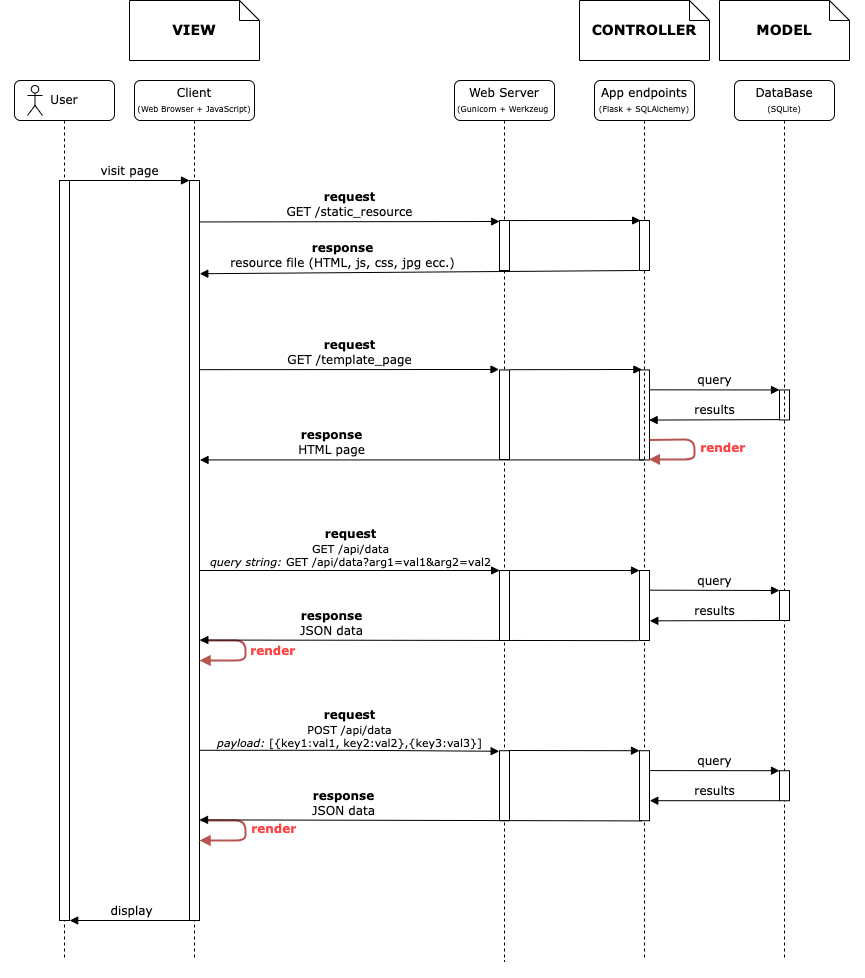 VIEW
CONTROLLER
MODEL
User
Client
(Web Browser + JavaScript)
Web Server
(Gunicorn + Werkzeug
App endpoints
(Flask + SQLAlchemy)
DataBase
(SQLite)
visit page
request
GET /static_resource
response
resource file (HTML, js, css, jpg ecc.)
request
GET /template_page
query
results
response
HTML page
render
request
GET /api/data
query string: GET /api/data?arg1=val1&arg2=val2
query
results
response
JSON data
render
request
POST /api/data
payload: [{key1:val1, key2:val2},{key3:val3}]
query
results
response
JSON data
render
display